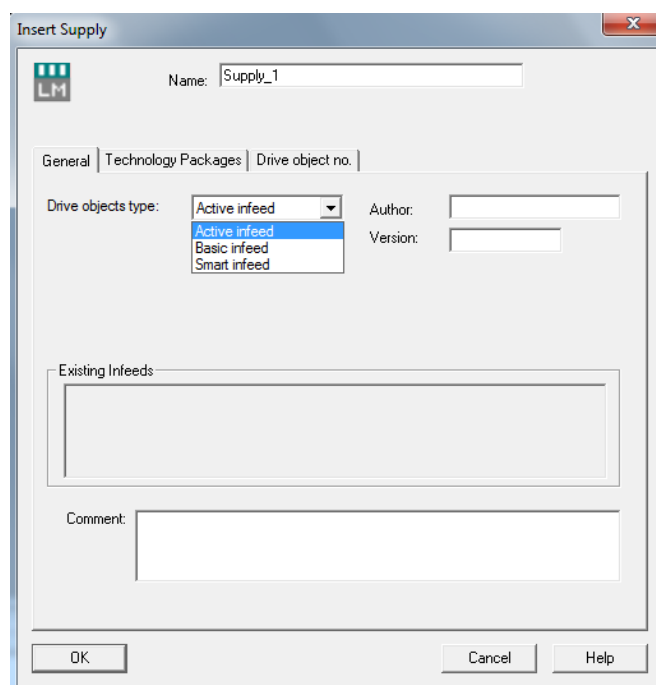 Insert Supply
X
LM
Name: Supply_1
General Technology Packages Drive object no.
Drive objects type: Active infeed Author:
Active infeed
Basic infeed
Smart infeed
Version:
Existing Infeeds
Comment:
OK Cancel Help